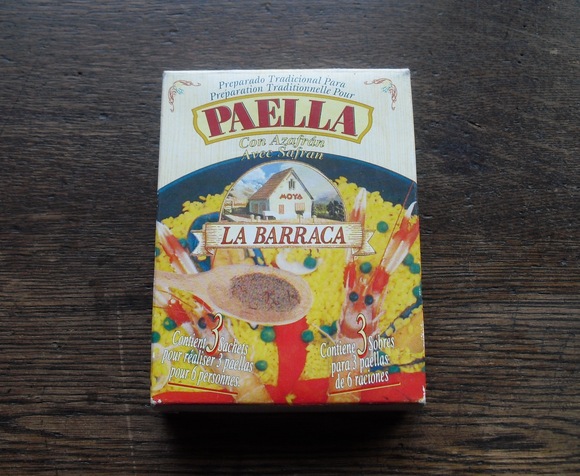 Preparado Tradicional Para
Preparation Traditionnelle Pour
PAELLA
Con Azafrán
Avec Safran
MOYA
LA BARRACA
Contient 3 sachets
pour réaliser 3 paellas
pour 6 personnes
Contiene 3 sobres
para 3 paellas
de 6 raciones